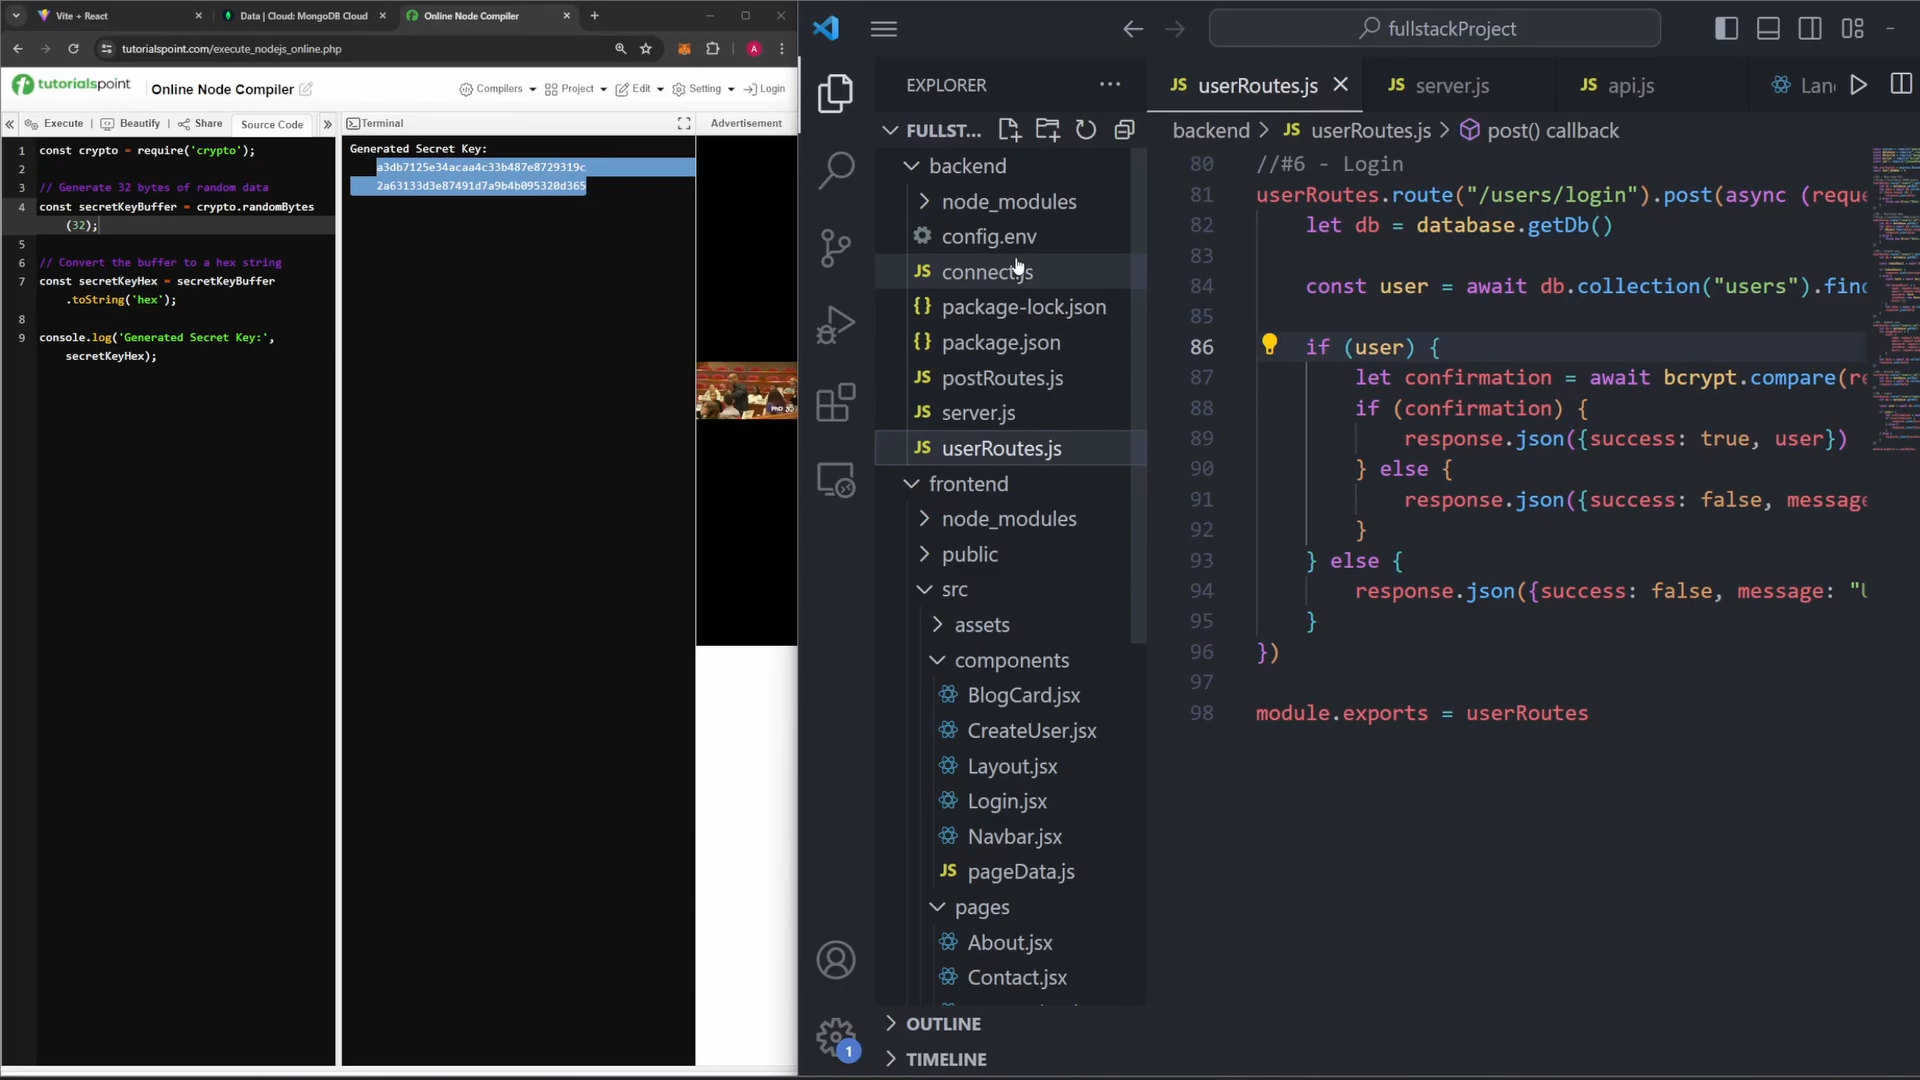 Vite + React
Data | Cloud: MongoDB Cloud
Online Node Compiler
tutorialspoint.com/execute_nodejs_online.php
A
tutorialspoint
Online Node Compiler
Compilers
Project
Edit
Setting
Login
Execute
Beautify
Share
Source Code
Terminal
Advertisement
1 const crypto = require('crypto');
2
3 // Generate 32 bytes of random data
4 const secretKeyBuffer = crypto.randomBytes
(32);
5
6 // Convert the buffer to a hex string
7 const secretKeyHex = secretKeyBuffer
.toString('hex');
8
9 console.log('Generated Secret Key:',
secretKeyHex);
Generated Secret Key:
a3db7125e34acaa4c33b487e8729319c
2a63133d3e87491d7a9b4b095320d365
PhD
fullstackProject
EXPLORER
FULLST...
backend
node_modules
config.env
connect.js
package-lock.json
package.json
postRoutes.js
server.js
userRoutes.js
frontend
node_modules
public
src
assets
components
BlogCard.jsx
CreateUser.jsx
Layout.jsx
Login.jsx
Navbar.jsx
pageData.js
pages
About.jsx
Contact.jsx
OUTLINE
TIMELINE
1
JS userRoutes.js
JS server.js
JS api.js
Lan
backend > JS userRoutes.js > post() callback
80 //#6 - Login
81 userRoutes.route("/users/login").post(async (reque
82 let db = database.getDb()
83
84 const user = await db.collection("users").find
85
86 if (user) {
87 let confirmation = await bcrypt.compare(re
88 if (confirmation) {
89 response.json({success: true, user})
90 } else {
91 response.json({success: false, message
92 }
93 } else {
94 response.json({success: false, message: "U
95 }
96 })
97
98 module.exports = userRoutes